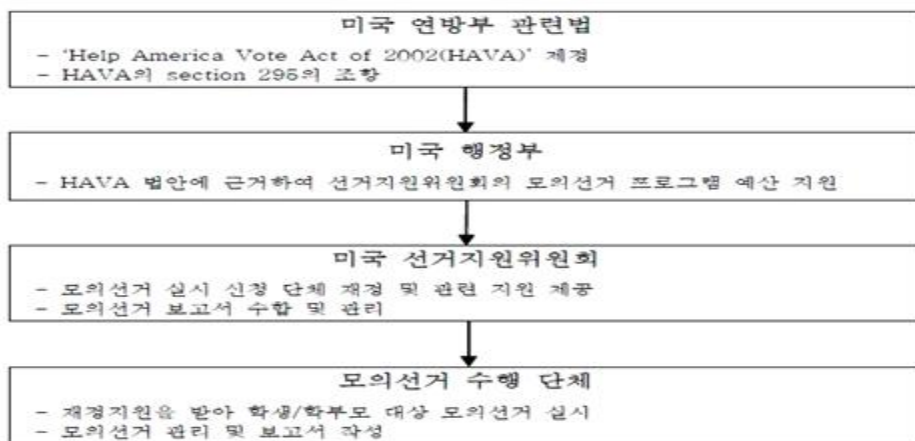 미국 연방부 관련법
- 'Help America Vote Act of 2002(HAVA)' 제정
- HAVA의 section 295의 조항
미국 행정부
- HAVA 법안에 근거하여 선거지원위원회의 모의선거 프로그램 예산 지원
미국 선거지원위원회
- 모의선거 실시 신청 단체 재정 및 관련 지원 제공
- 모의선거 보고서 수합 및 관리
모의선거 수행 단체
- 재정지원을 받아 학생/학부모 대상 모의선거 실시
- 모의선거 관리 및 보고서 작성